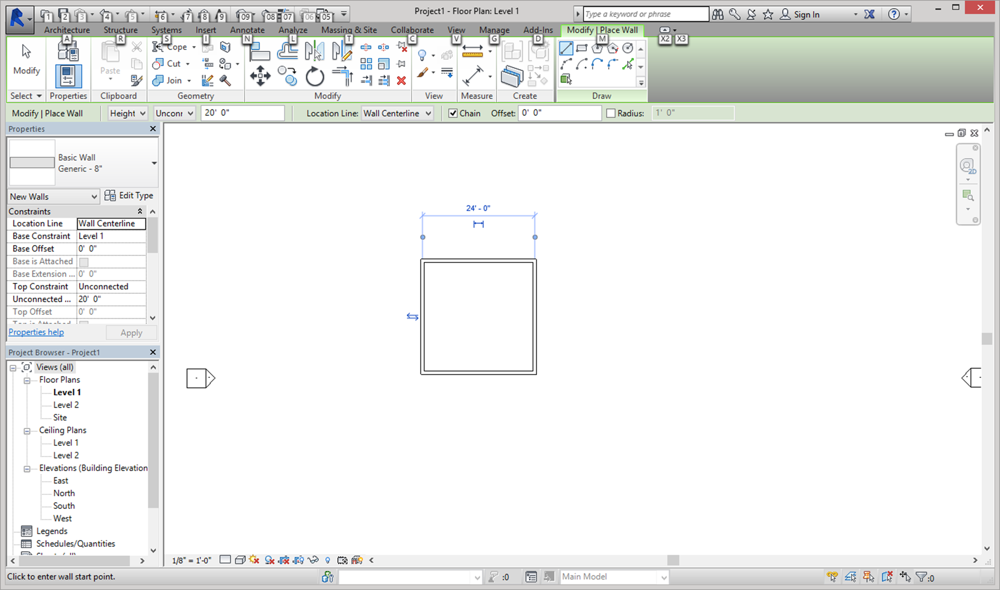 Project1 - Floor Plan: Level 1
Type a keyword or phrase
Sign In
1 2 3 4 5 6 7 8 9 09 08 07 06 05
Architecture Structure Systems Insert Annotate Analyze Massing & Site Collaborate View Manage Add-Ins Modify | Place Wall
A R S I N L T C V G D M X2 X3
Modify
Paste
Cope
Cut
Join
Select Properties Clipboard Geometry Modify View Measure Create Draw
Modify | Place Wall Height Unconr 20' 0" Location Line: Wall Centerline Chain Offset: 0' 0" Radius: 1' 0"
Properties
Basic Wall
Generic - 8"
New Walls Edit Type
Constraints
Location Line Wall Centerline
Base Constraint Level 1
Base Offset 0' 0"
Base is Attached
Base Extension ... 0' 0"
Top Constraint Unconnected
Unconnected ... 20' 0"
Top Offset 0' 0"
Top is Attached
Properties help Apply
Project Browser - Project1
Views (all)
Floor Plans
Level 1
Level 2
Site
Ceiling Plans
Level 1
Level 2
Elevations (Building Elevation
East
North
South
West
Legends
Schedules/Quantities
24' - 0"
2D
1/8" = 1'-0"
Click to enter wall start point.
:0
Main Model
:0